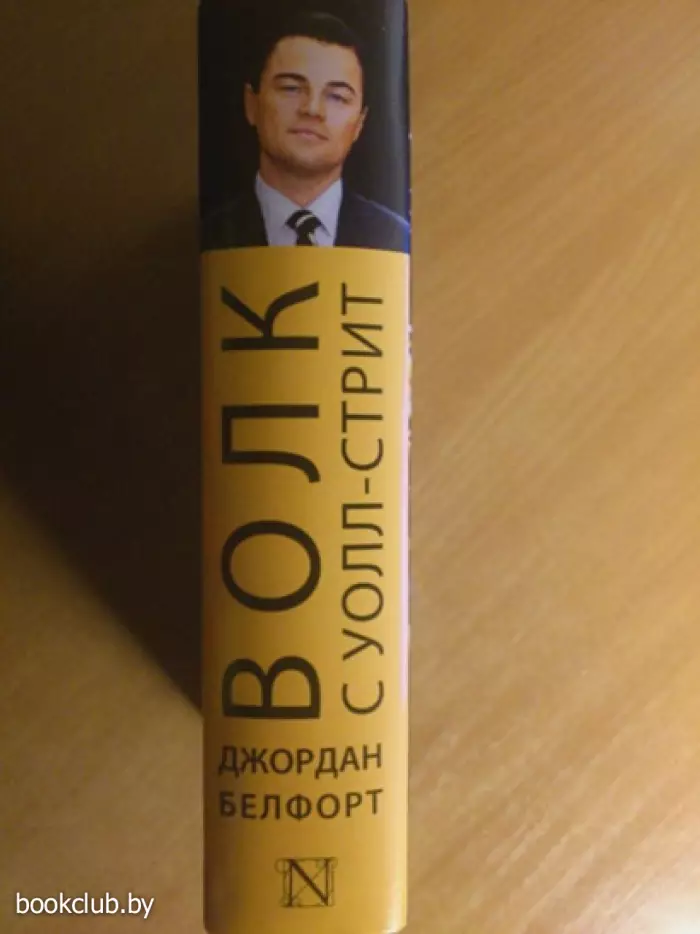 ВОЛК
С УОЛЛ-СТРИТ
ДЖОРДАН
БЕЛФОРТ
N
bookclub.by